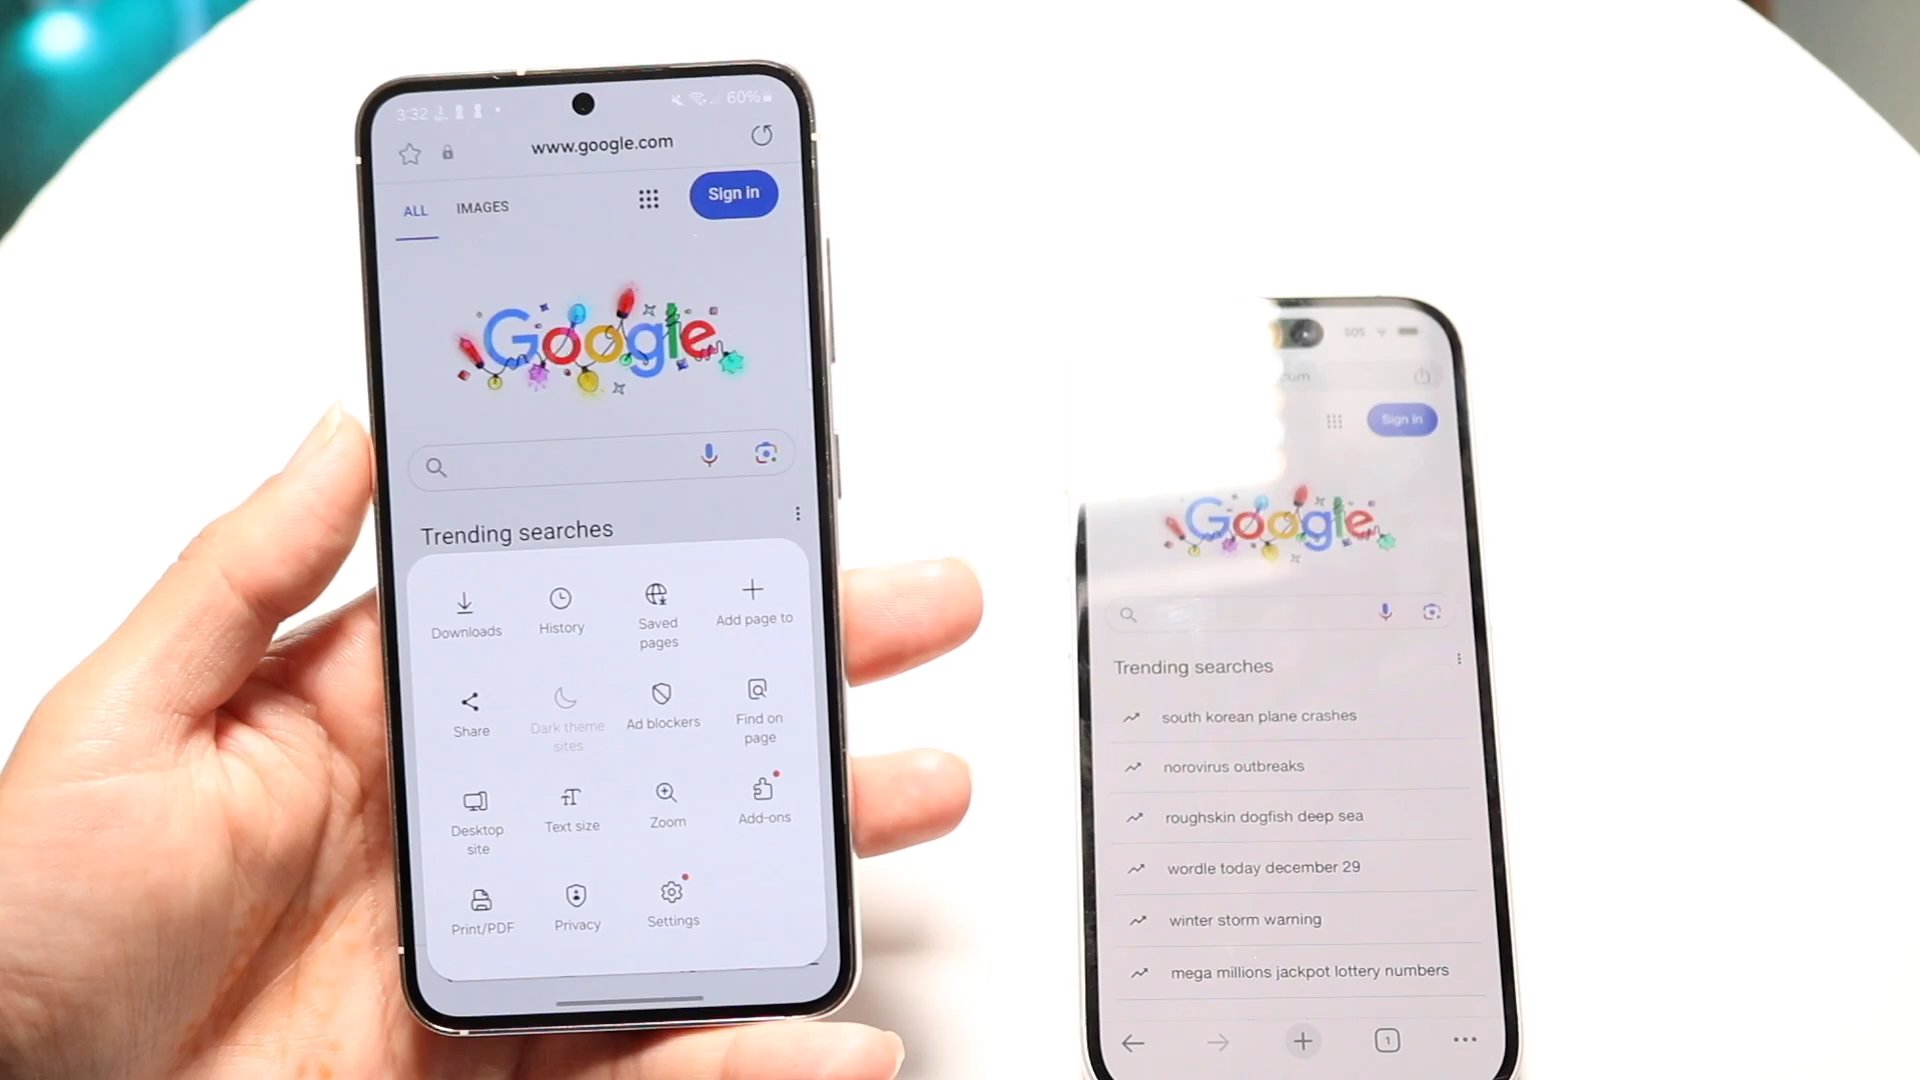 3:32
60%
www.google.com
ALL IMAGES
Sign in
Google
Trending searches
Downloads
History
Saved
pages
Add page to
Share
Dark theme
sites
Ad blockers
Find on
page
Desktop
site
Text size
Zoom
Add-ons
Print/PDF
Privacy
Settings
SOS
.com
Sign in
Google
Trending searches
south korean plane crashes
norovirus outbreaks
roughskin dogfish deep sea
wordle today december 29
winter storm warning
mega millions jackpot lottery numbers
1